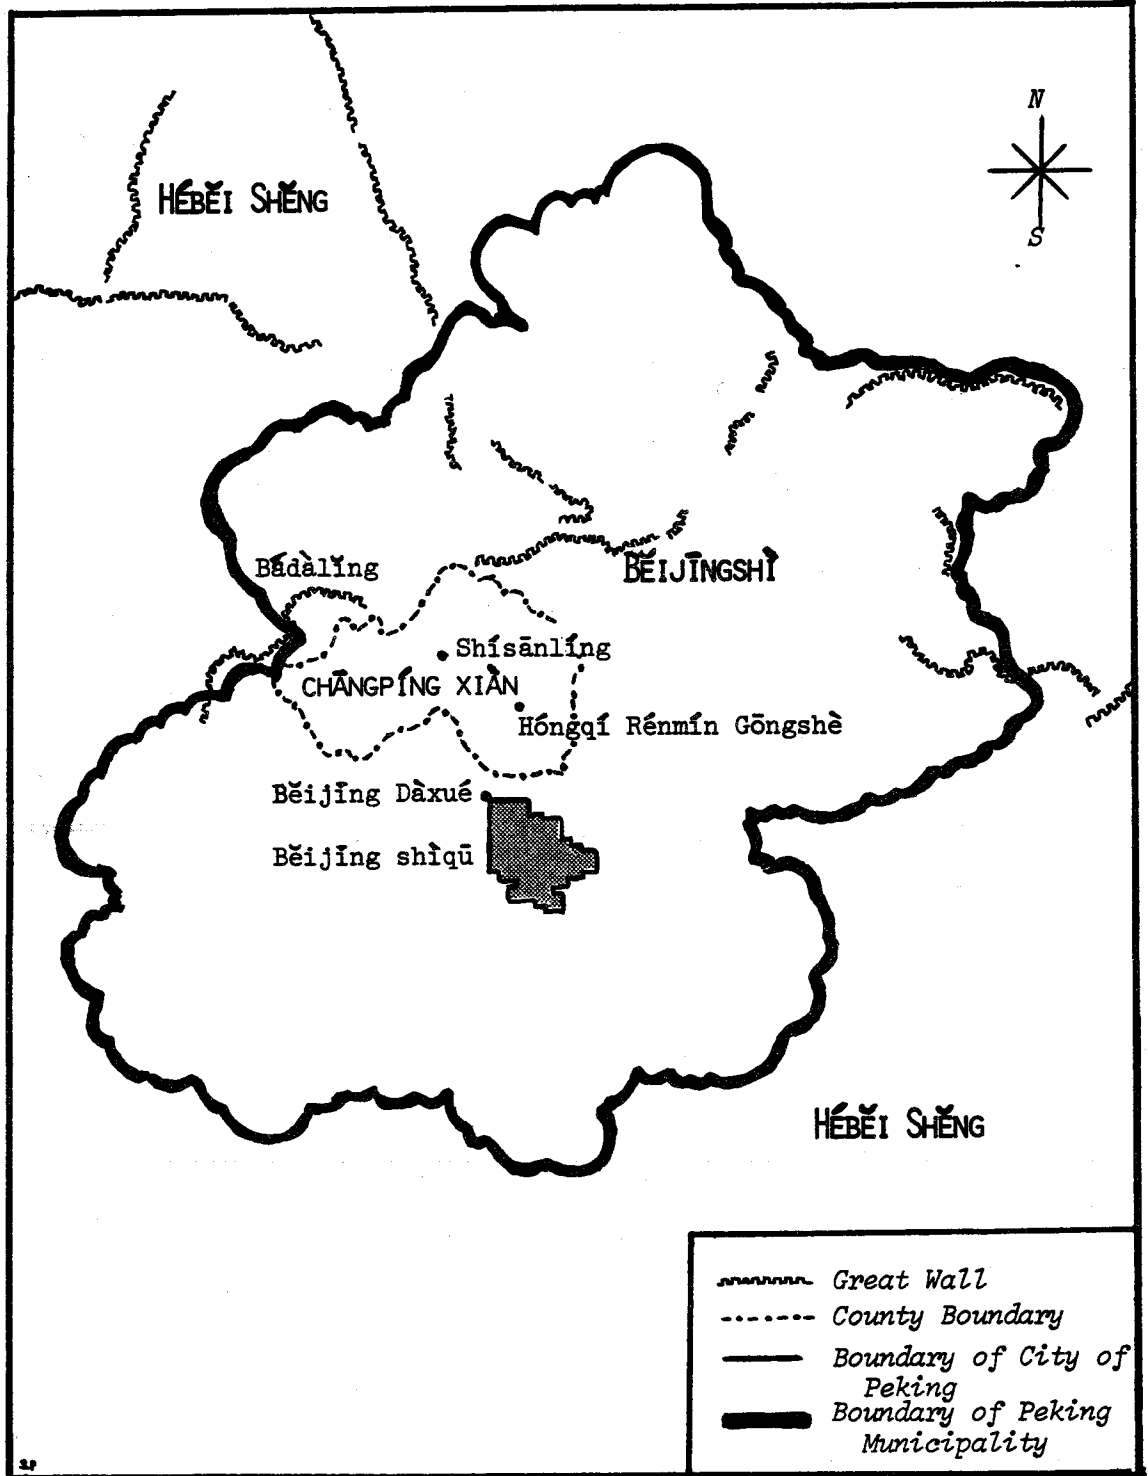 N
HÉBĚI SHĚNG
S
Bádàlǐng
BĚIJĪNGSHÌ
Shísānlíng
CHĀNGPÍNG XIÀN
Hóngqí Rénmín Gōngshè
Běijīng Dàxué
Běijīng shìqū
HÉBĚI SHĚNG
Great Wall
County Boundary
Boundary of City of
Peking
Boundary of Peking
Municipality